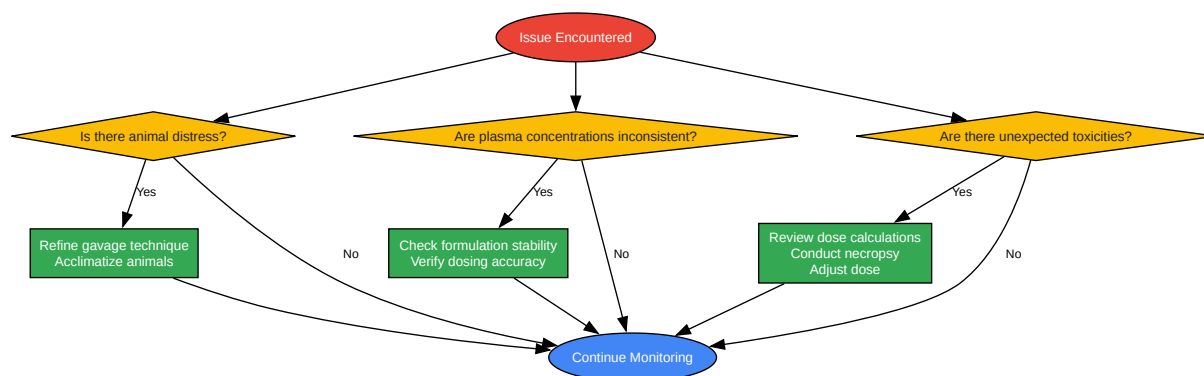 Issue Encountered
Is there animal distress?
Are plasma concentrations inconsistent?
Are there unexpected toxicities?
Yes
Yes
Yes
Refine gavage technique
Acclimatize animals
No
Check formulation stability
Verify dosing accuracy
No
Review dose calculations
Conduct necropsy
Adjust dose
No
Continue Monitoring